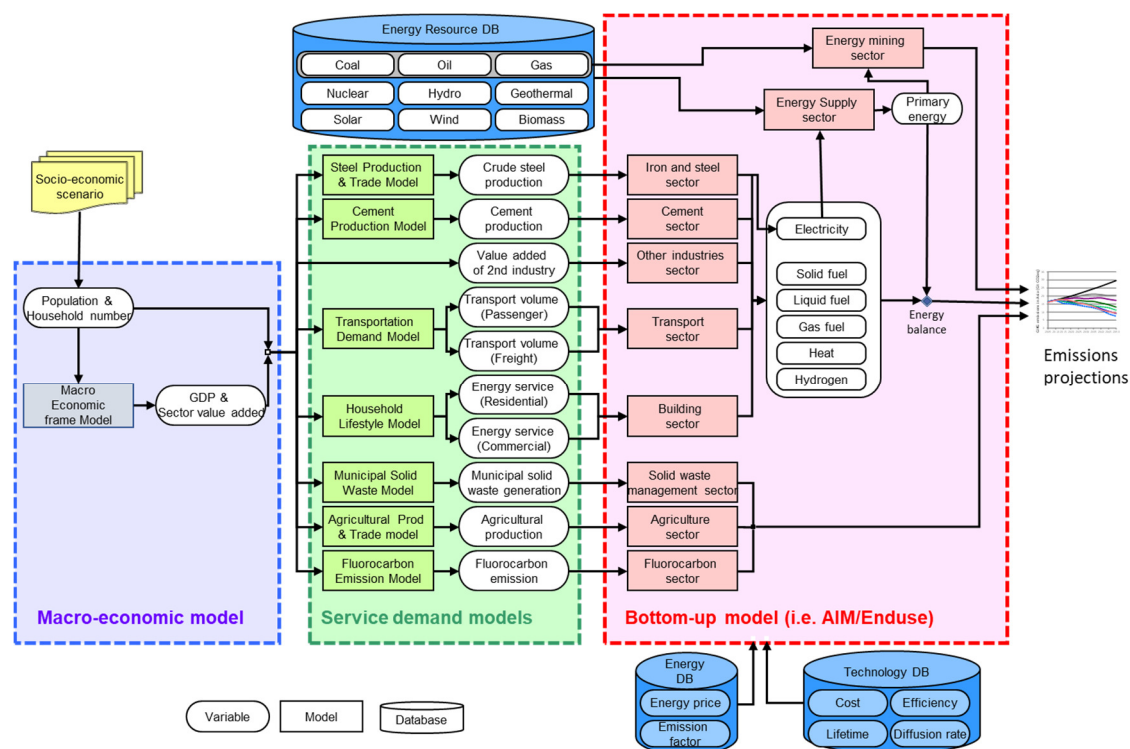 Energy Resource DB
Coal
Oil
Gas
Nuclear
Hydro
Geothermal
Solar
Wind
Biomass
Energy mining
sector
Energy Supply
sector
Primary
energy
Socio-economic
scenario
Steel Production
& Trade Model
Crude steel
production
Iron and steel
sector
Cement
Production Model
Cement
production
Cement
sector
Electricity
Value added
of 2nd industry
Other industries
sector
Solid fuel
Population &
Household number
Transportation
Demand Model
Transport volume
(Passenger)
Transport volume
(Freight)
Transport
sector
Liquid fuel
Gas fuel
Heat
Hydrogen
Energy
balance
Emissions
projections
Macro
Economic
frame Model
GDP &
Sector value added
Household
Lifestyle Model
Energy service
(Residential)
Energy service
(Commercial)
Building
sector
Municipal Solid
Waste Model
Municipal solid
waste generation
Solid waste
management sector
Agricultural Prod
& Trade model
Agricultural
production
Agriculture
sector
Fluorocarbon
Emission Model
Fluorocarbon
emission
Fluorocarbon
sector
Macro-economic model
Service demand models
Bottom-up model (i.e. AIM/Enduse)
Energy
DB
Energy price
Emission
factor
Technology DB
Cost
Efficiency
Lifetime
Diffusion rate
Variable
Model
Database